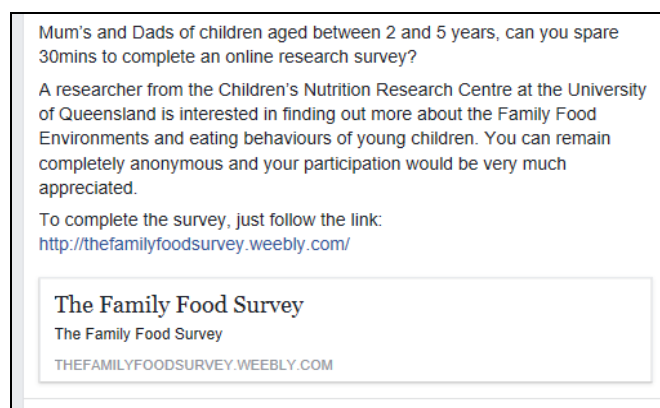 Mum's and Dads of children aged between 2 and 5 years, can you spare
30mins to complete an online research survey?
A researcher from the Children's Nutrition Research Centre at the University
of Queensland is interested in finding out more about the Family Food
Environments and eating behaviours of young children. You can remain
completely anonymous and your participation would be very much
appreciated.
To complete the survey, just follow the link:
http://thefamilyfoodsurvey.weebly.com/
The Family Food Survey
The Family Food Survey
THEFAMILYFOODSURVEY.WEEBLY.COM